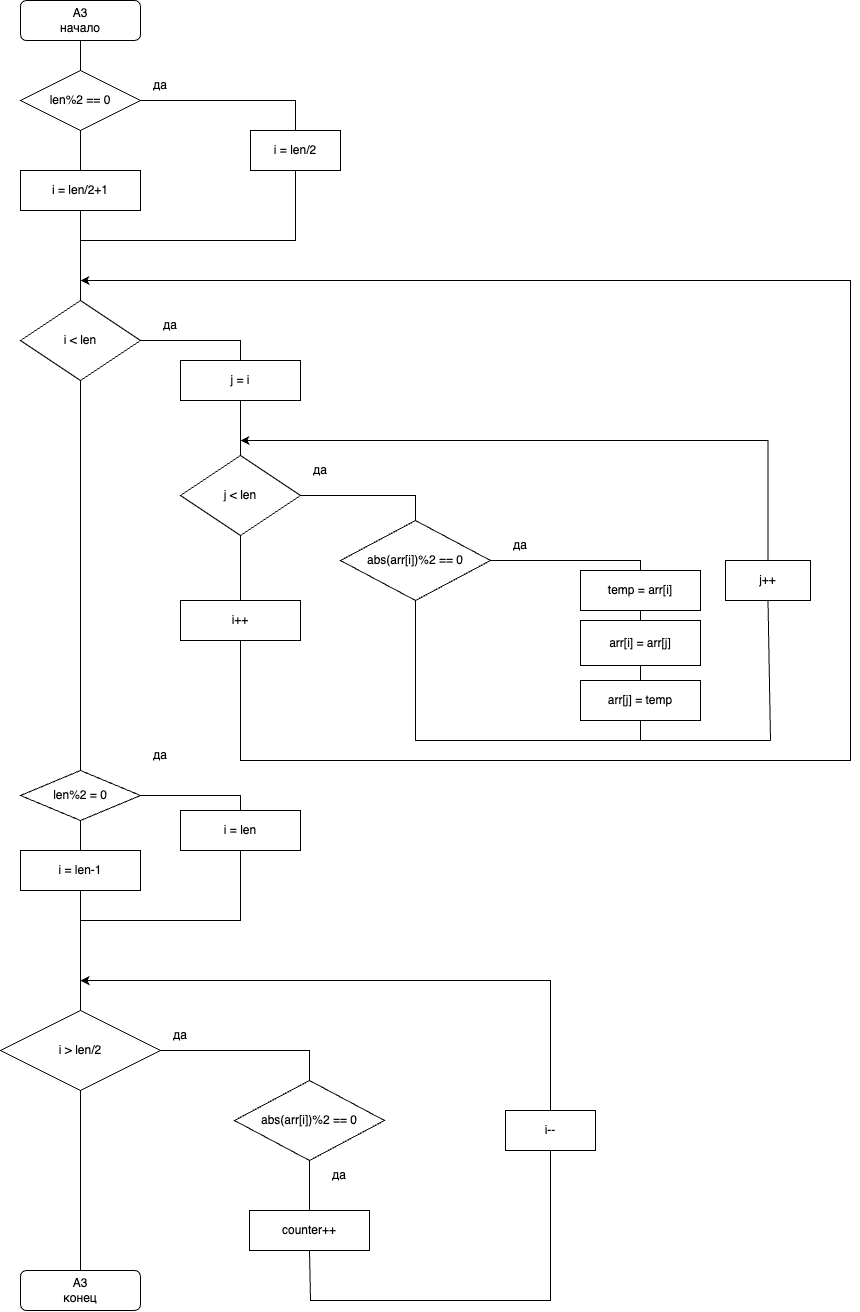 А3
начало
да
len%2 == 0
i = len/2
i = len/2+1
да
i < len
j = i
да
j < len
да
abs(arr[i])%2 == 0
j++
temp = arr[i]
i++
arr[i] = arr[j]
arr[j] = temp
да
len%2 = 0
i = len
i = len-1
да
i > len/2
abs(arr[i])%2 == 0
i--
да
counter++
А3
конец